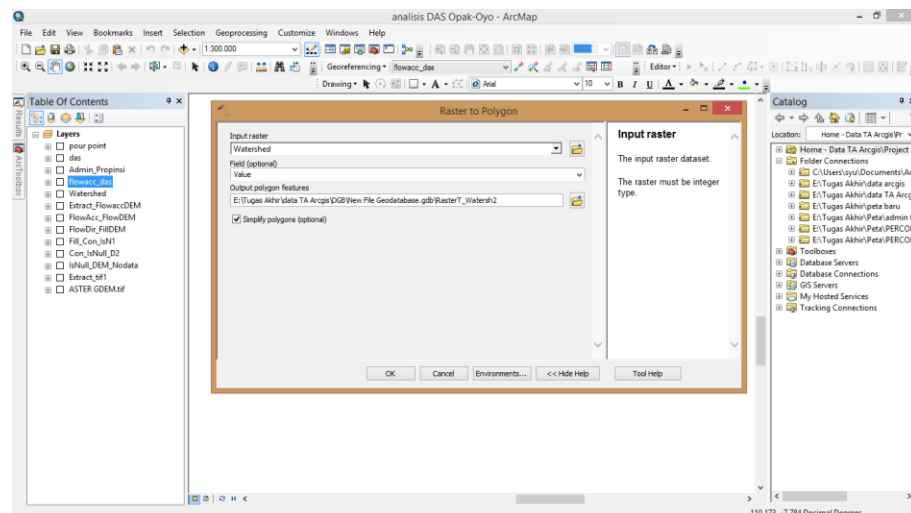 analisis DAS Opak-Oyo - ArcMap
File Edit View Bookmarks Insert Selection Geoprocessing Customize Windows Help
1:300.000
Georeferencing
flowacc_das
Editor
Drawing
Arial
10
B I U A
Table Of Contents
Results
ArcToolbox
Layers
pour point
das
Admin_Propinsi
flowacc_das
Watershed
Extract_FlowaccDEM
FlowAcc_FlowDEM
FlowDir_FillDEM
Fill_Con_IsN1
Con_IsNull_D2
IsNull_DEM_Nodata
Extract_tif1
ASTER GDEM.tif
Raster to Polygon
Input raster
Watershed
Field (optional)
Value
Output polygon features
E:\Tugas Akhir\data TA Arcgis\DGB\New File Geodatabase.gdb\RasterT_Watersh2
Simplify polygons (optional)
OK Cancel Environments... << Hide Help Tool Help
Input raster
The input raster dataset.
The raster must be integer
type.
Catalog
Location: Home - Data TA Arcgis\Pr
Home - Data TA Arcgis\Project
Folder Connections
C:\Users\syu\Documents\Ar
E:\Tugas Akhir\data arcgis
E:\Tugas Akhir\data TA Arc
E:\Tugas Akhir\peta baru
E:\Tugas Akhir\Peta\admin
E:\Tugas Akhir\Peta\PERCO
E:\Tugas Akhir\Peta\PERCO
Toolboxes
Database Servers
Database Connections
GIS Servers
My Hosted Services
Tracking Connections
110,173 -7,784 Decimal Degrees